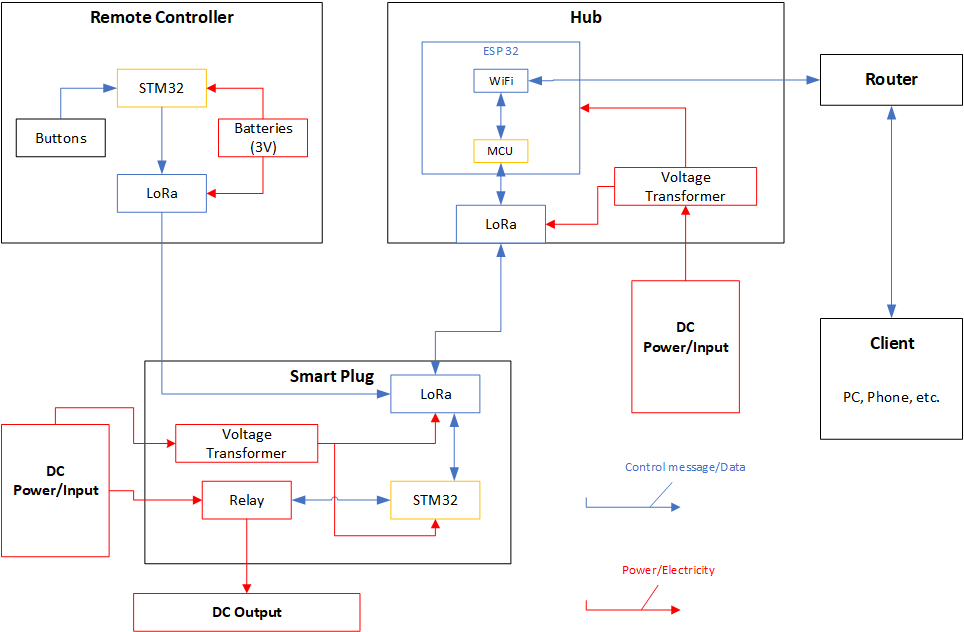 Remote Controller
STM32
Buttons
Batteries
(3V)
LoRa
Hub
ESP 32
WiFi
MCU
LoRa
Voltage
Transformer
DC
Power/Input
Router
Client
PC, Phone, etc.
Smart Plug
LoRa
Voltage
Transformer
Relay
STM32
DC
Power/Input
DC Output
Control message/Data
Power/Electricity